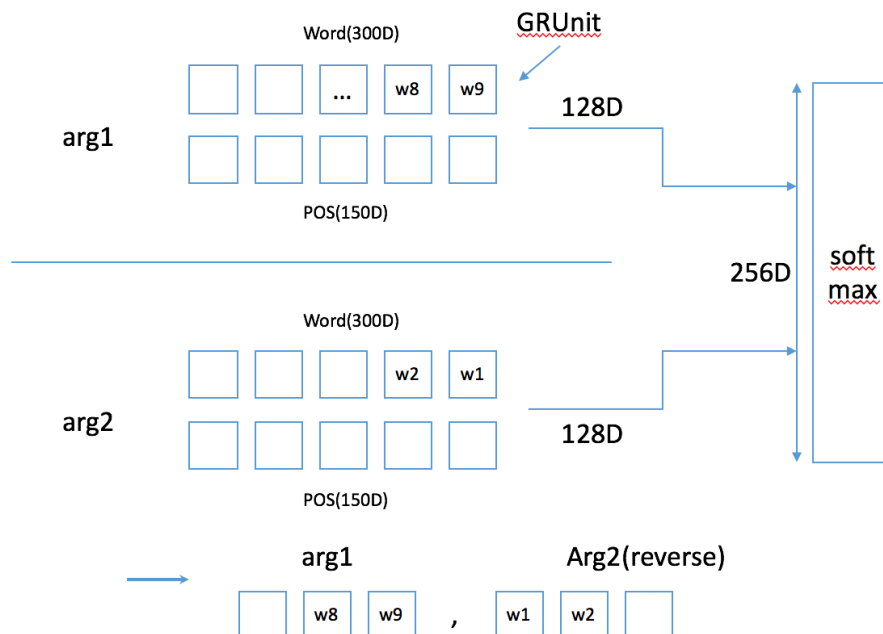 Word(300D)
GRUnit
... w8 w9
128D
arg1
POS(150D)
256D
soft
max
Word(300D)
w2 w1
arg2
128D
POS(150D)
arg1 Arg2(reverse)
w8 w9 , w1 w2